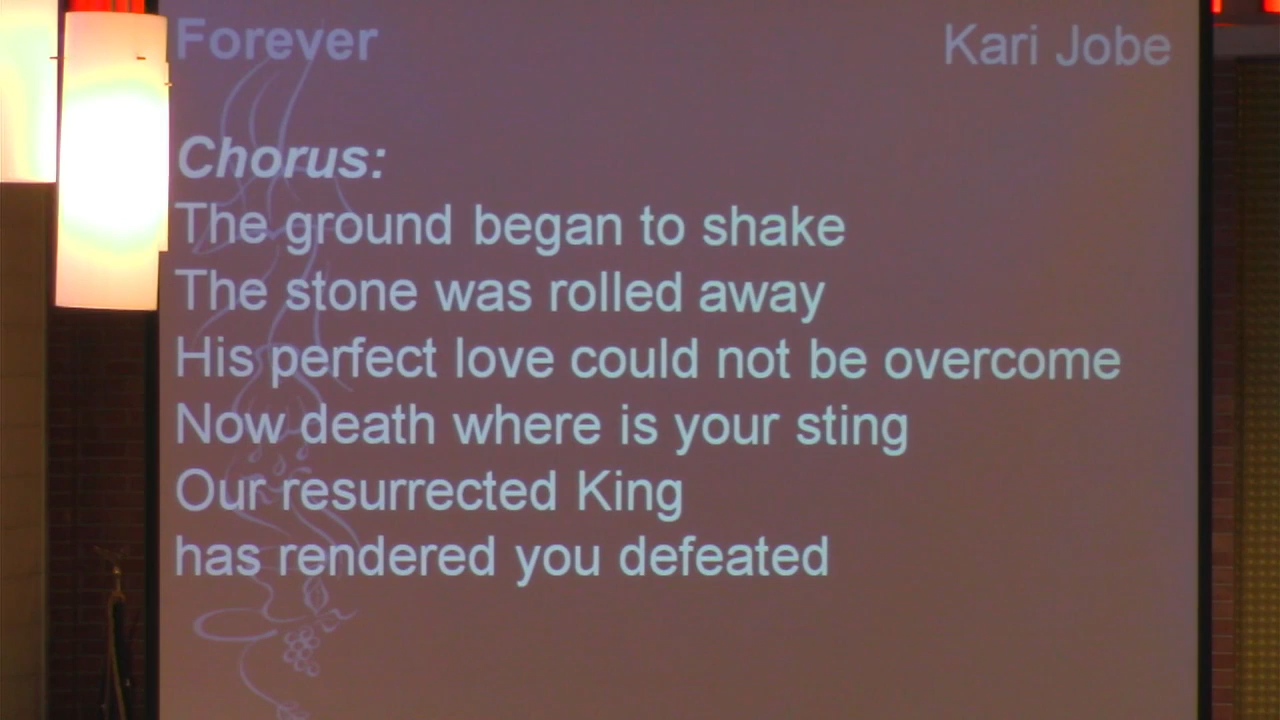 Forever Kari Jobe
Chorus:
The ground began to shake
The stone was rolled away
His perfect love could not be overcome
Now death where is your sting
Our resurrected King
has rendered you defeated